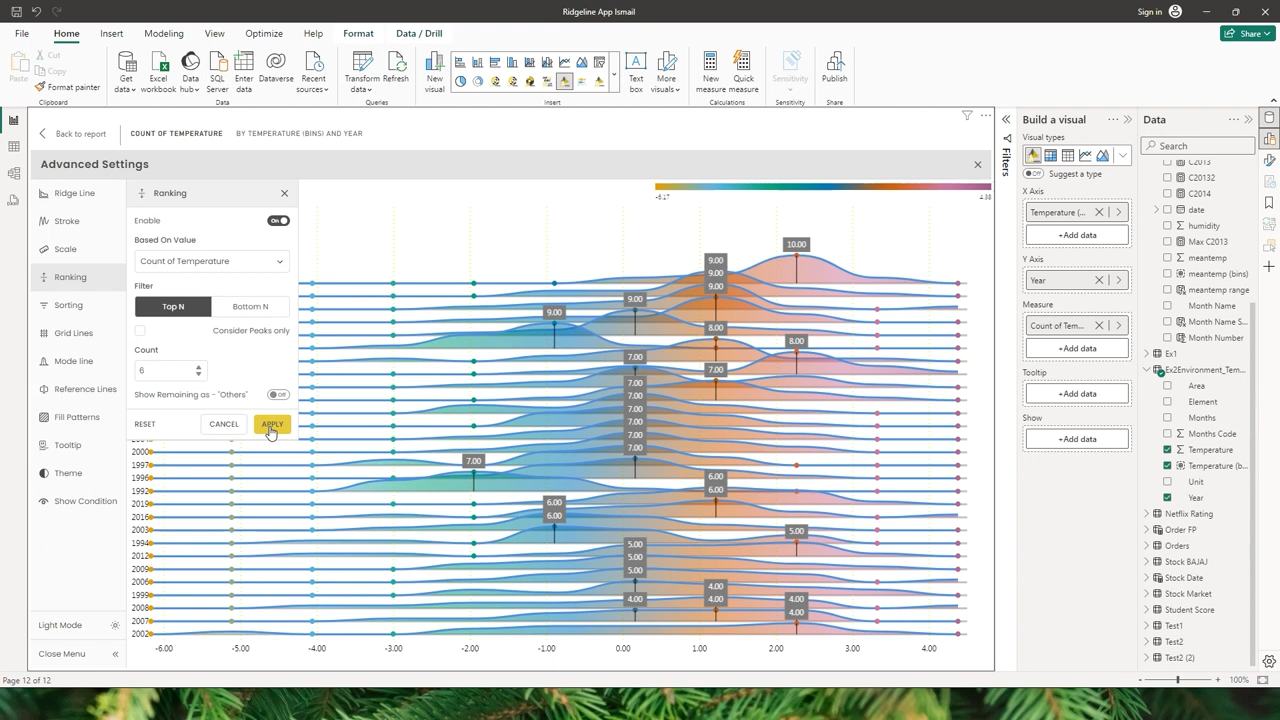 Ridgeline App Ismail
Sign in
File
Home
Insert
Modeling
View
Optimize
Help
Format
Data / Drill
Share
Paste
Cut
Copy
Format painter
Clipboard
Get data
Excel workbook
Data hub
SQL Server
Enter data
Dataverse
Recent sources
Data
Transform data
Refresh
Queries
New visual
Text box
More visuals
Insert
New measure
Quick measure
Calculations
Sensitivity
Sensitivity
Publish
Share
Back to report
COUNT OF TEMPERATURE
BY TEMPERATURE (BINS) AND YEAR
Advanced Settings
Ridge Line
Stroke
Scale
Ranking
Sorting
Grid Lines
Mode line
Reference Lines
Fill Patterns
Tooltip
Theme
Show Condition
Light Mode
Close Menu
Ranking
Enable
On
Based On Value
Count of Temperature
Filter
Top N
Bottom N
Consider Peaks only
Count
6
Show Remaining as - "Others"
Off
RESET
CANCEL
APPLY
-6.17
4.88
10.00
9.00
9.00
9.00
9.00
9.00
8.00
8.00
7.00
7.00
7.00
7.00
7.00
7.00
7.00
7.00
7.00
6.00
6.00
6.00
6.00
5.00
5.00
5.00
5.00
4.00
4.00
4.00
4.00
4.00
2000
1997
1996
1992
2019
2016
2003
1994
2012
2009
2006
1999
2008
2007
2002
-6.00
-5.00
-4.00
-3.00
-2.00
-1.00
0.00
1.00
2.00
3.00
4.00
Filters
Build a visual
Visual types
Off
Suggest a type
X Axis
Temperature (...
+Add data
Y Axis
Year
+Add data
Measure
Count of Tem...
+Add data
Tooltip
+Add data
Show
+Add data
Data
Search
C2013
C20132
C2014
date
humidity
Max C2013
meantemp
meantemp (bins)
meantemp range
Month Name
Month Name S...
Month Number
Ex1
Ex2Environment_Tem...
Area
Element
Months
Months Code
Temperature
Temperature (b...
Unit
Year
Netflix Rating
Order FP
Orders
Stock BAJAJ
Stock Date
Stock Market
Student Score
Test1
Test2
Test2 (2)
Page 12 of 12
100%